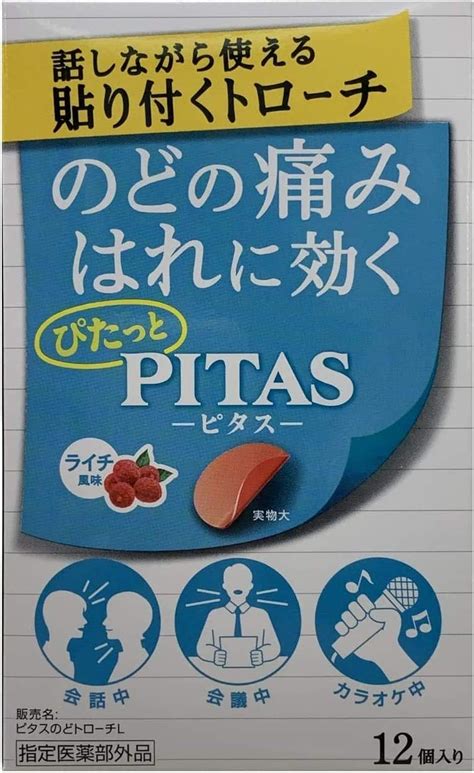 話しながら使える
貼り付くトローチ
のどの痛み
はれに効く
ぴたっと
PITAS
―ピタス―
ライチ
風味
実物大
会話中
会議中
カラオケ中
販売名:
ピタスのどトローチL
指定医薬部外品
12個入り